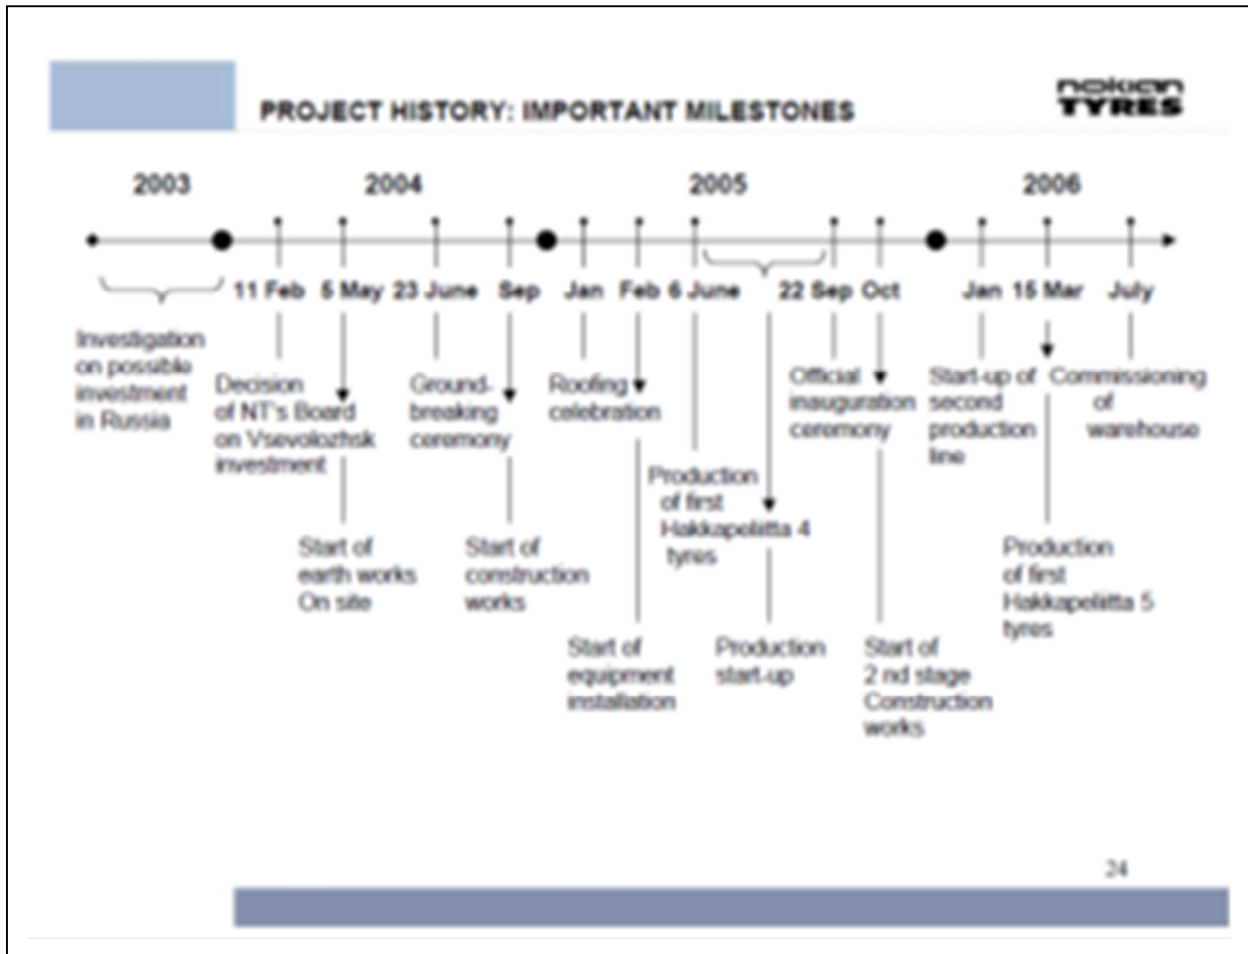 PROJECT HISTORY: IMPORTANT MILESTONES
nokian
TYRES
2003 2004 2005 2006
11 Feb 5 May 23 June Sep Jan Feb 6 June 22 Sep Oct Jan 15 Mar July
Investigation
on possible
investment
in Russia
Decision
of NT's Board
on Vsevolozhsk
investment
Start of
earth works
On site
Ground-
breaking
ceremony
Start of
construction
works
Roofing
celebration
Start of
equipment
installation
Production
of first
Hakkapeliitta 4
tyres
Production
start-up
Official
inauguration
ceremony
Start of
2 nd stage
Construction
works
Start-up of
second
production
line
Production
of first
Hakkapeliitta 5
tyres
Commissioning
of
warehouse
24